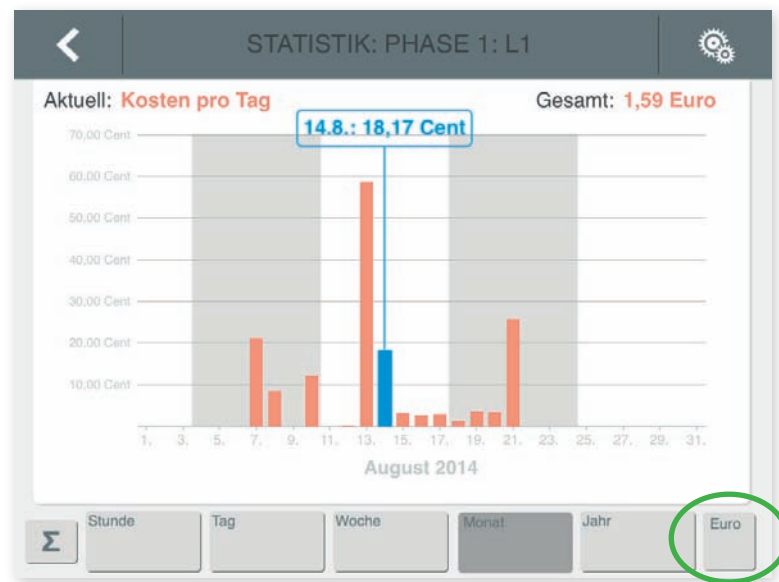 STATISTIK: PHASE 1: L1
Aktuell: Kosten pro Tag Gesamt: 1,59 Euro
14.8.: 18,17 Cent
70,00 Cent
60,00 Cent
50,00 Cent
40,00 Cent
30,00 Cent
20,00 Cent
10,00 Cent
1. 3. 5. 7. 9. 11. 13. 15. 17. 19. 21. 23. 25. 27. 29. 31.
August 2014
Σ Stunde Tag Woche Monat Jahr Euro